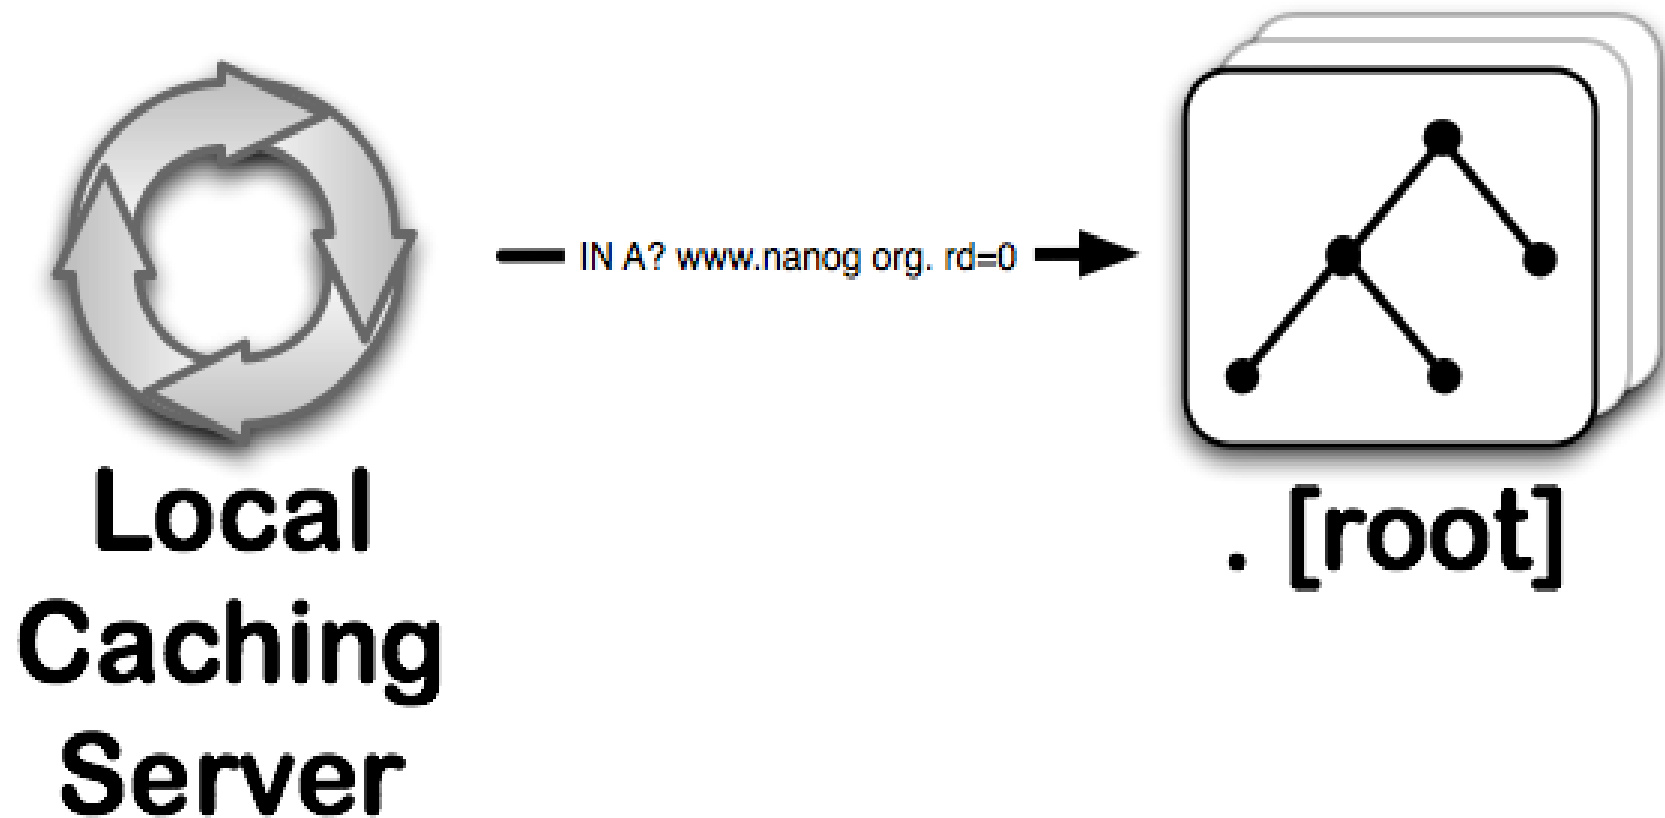 IN A? www.nanog org. rd=0
Local
Caching
Server
. [root]